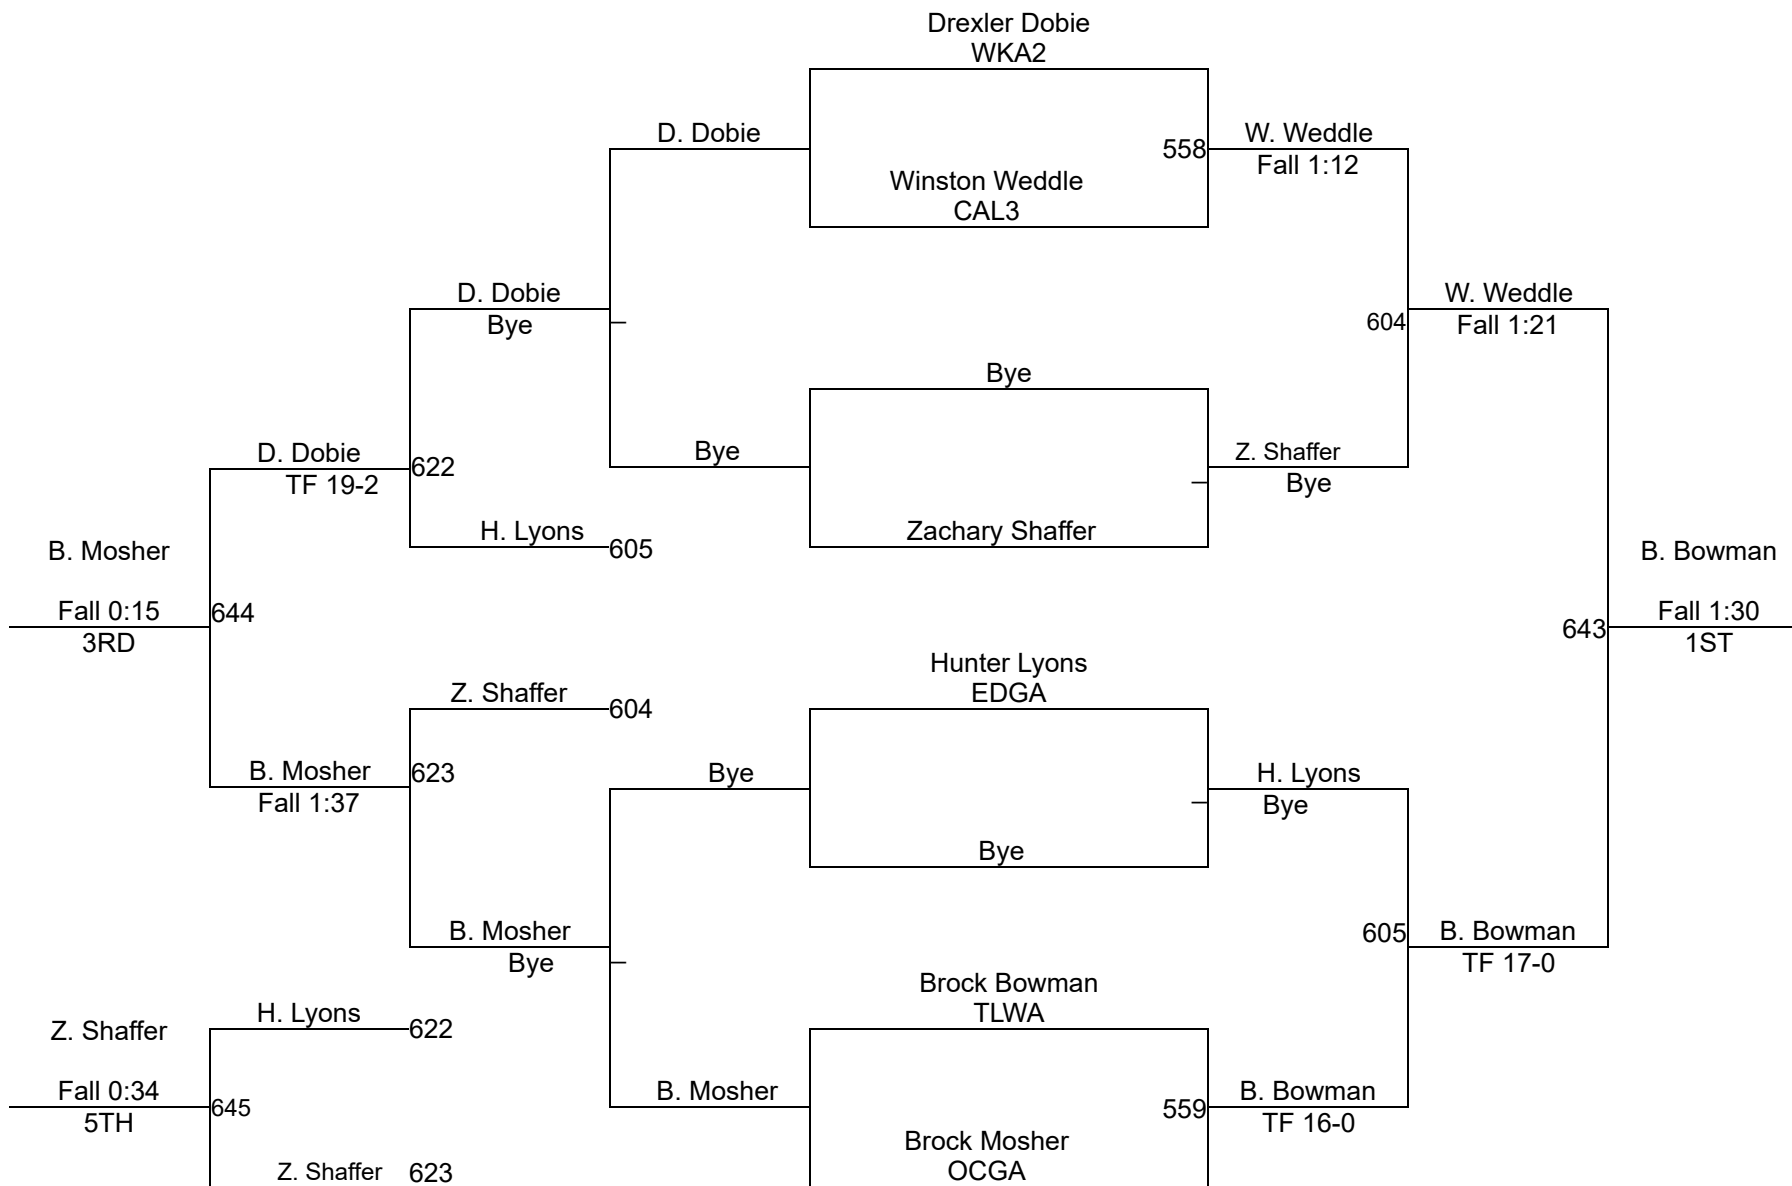 Drexler Dobie
WKA2
D. Dobie
558
W. Weddle
Fall 1:12
Winston Weddle
CAL3
D. Dobie
Bye
604
W. Weddle
Fall 1:21
Bye
D. Dobie
TF 19-2
622
Bye
Z. Shaffer
Bye
H. Lyons
605
Zachary Shaffer
B. Mosher
Fall 0:15
3RD
644
B. Bowman
Fall 1:30
1ST
643
Hunter Lyons
EDGA
Z. Shaffer
604
B. Mosher
Fall 1:37
623
Bye
H. Lyons
Bye
Bye
B. Mosher
Bye
605
B. Bowman
TF 17-0
Brock Bowman
TLWA
Z. Shaffer
Fall 0:34
5TH
H. Lyons
622
645
B. Mosher
559
B. Bowman
TF 16-0
Brock Mosher
OCGA
Z. Shaffer
623